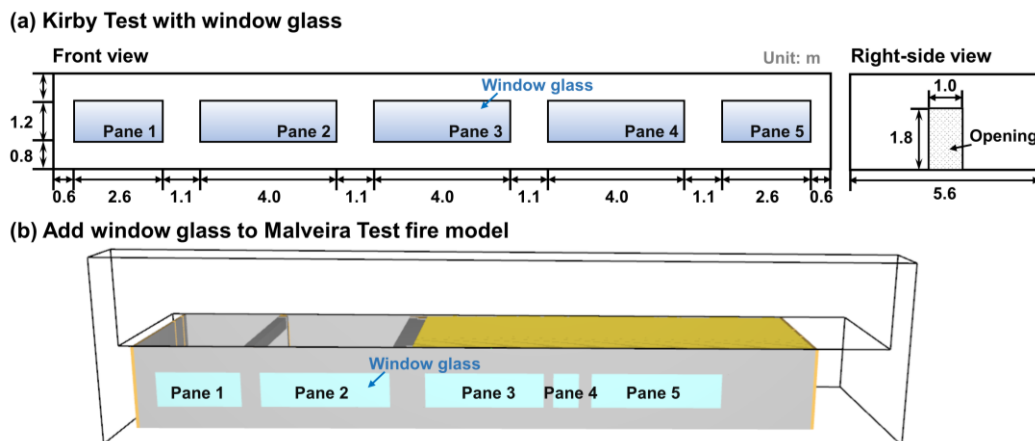 (a) Kirby Test with window glass
Front view
Unit: m
Right-side view
Window glass
1.0
1.2
Pane 1
Pane 2
Pane 3
Pane 4
Pane 5
1.8
Opening
0.8
0.6
2.6
1.1
4.0
1.1
4.0
1.1
4.0
1.1
2.6
0.6
5.6
(b) Add window glass to Malveira Test fire model
Window glass
Pane 1
Pane 2
Pane 3
Pane 4
Pane 5